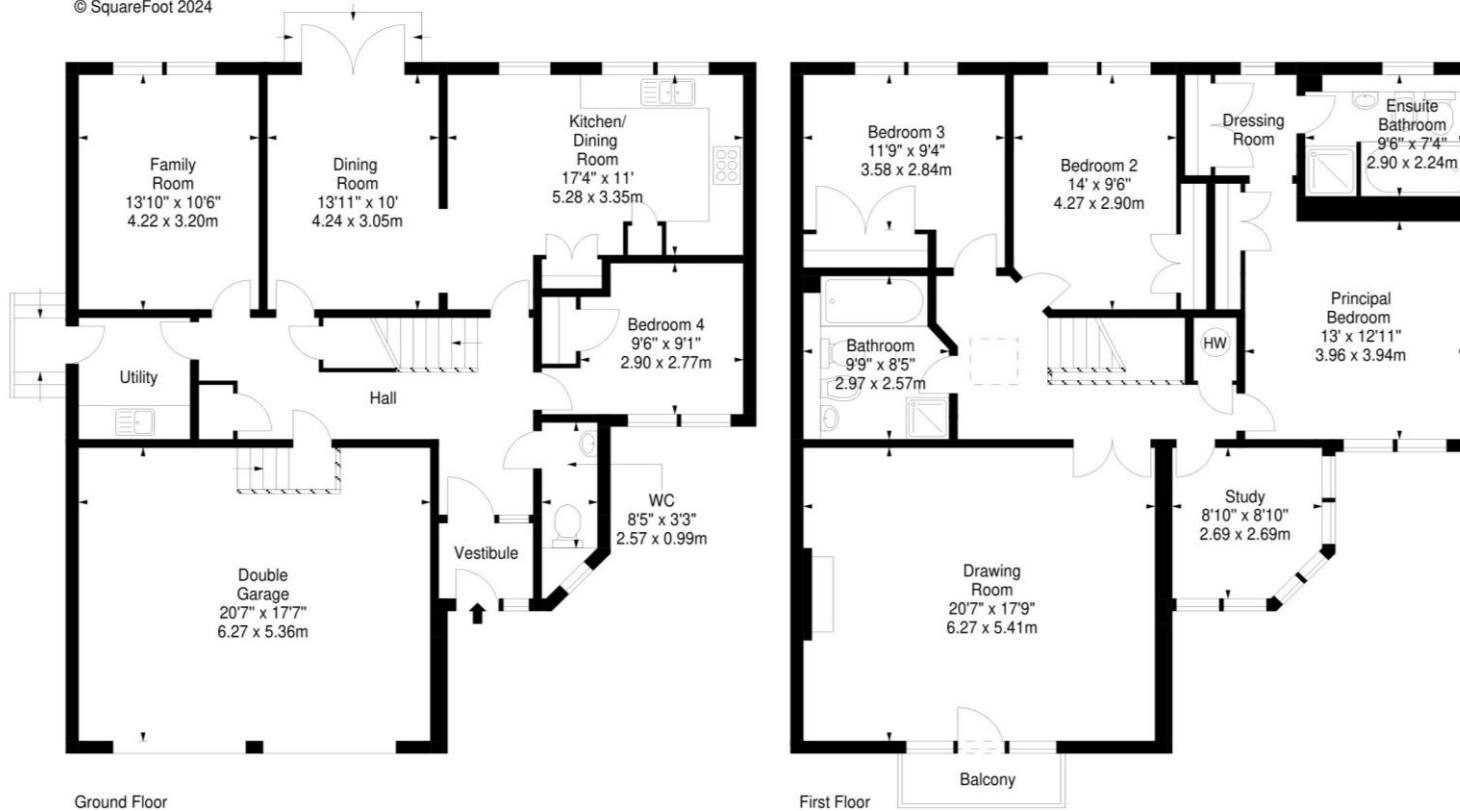 © SquareFoot 2024
Family
Room
13'10" x 10'6"
4.22 x 3.20m
Dining
Room
13'11" x 10'
4.24 x 3.05m
Kitchen/
Dining
Room
17'4" x 11'
5.28 x 3.35m
Bedroom 4
9'6" x 9'1"
2.90 x 2.77m
Utility
Hall
WC
8'5" x 3'3"
2.57 x 0.99m
Vestibule
Double
Garage
20'7" x 17'7"
6.27 x 5.36m
Ground Floor
Bedroom 3
11'9" x 9'4"
3.58 x 2.84m
Bedroom 2
14' x 9'6"
4.27 x 2.90m
Dressing
Room
Ensuite
Bathroom
9'6" x 7'4"
2.90 x 2.24m
Principal
Bedroom
13' x 12'11"
3.96 x 3.94m
Bathroom
9'9" x 8'5"
2.97 x 2.57m
HW
Study
8'10" x 8'10"
2.69 x 2.69m
Drawing
Room
20'7" x 17'9"
6.27 x 5.41m
Balcony
First Floor